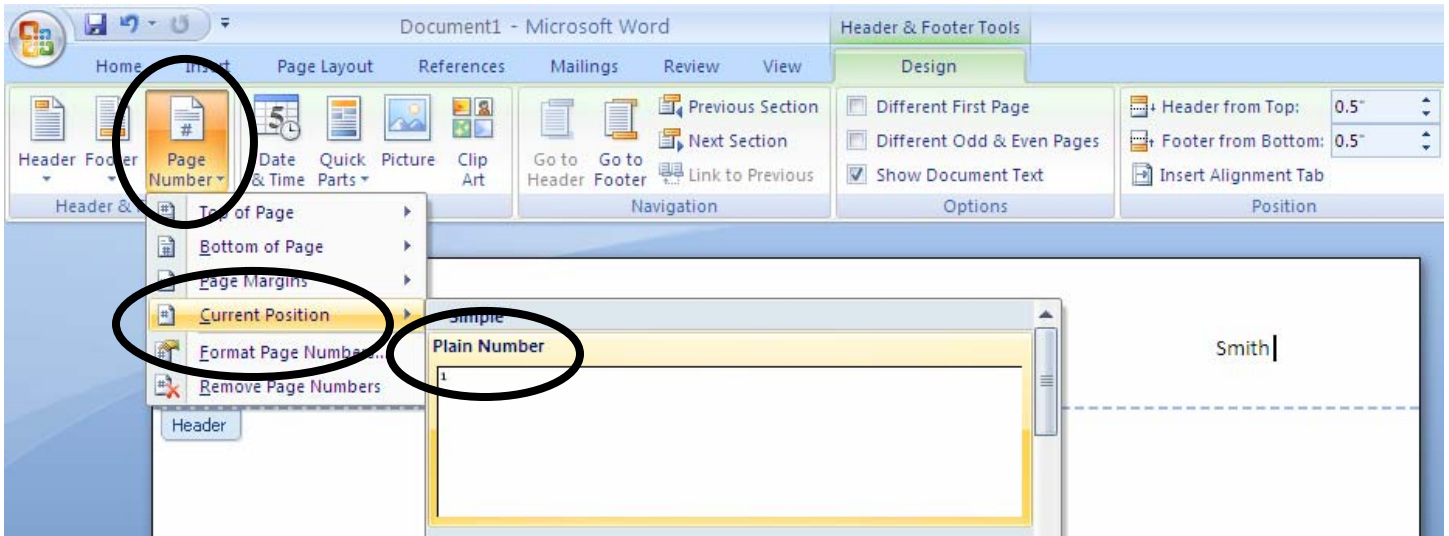 Document1 - Microsoft Word
Header & Footer Tools
Home Insert Page Layout References Mailings Review View Design
Header Footer Page Number Date & Time Quick Parts Picture Clip Art
Go to Header Go to Footer
Previous Section
Next Section
Link to Previous
Different First Page
Different Odd & Even Pages
Show Document Text
Header from Top: 0.5"
Footer from Bottom: 0.5"
Insert Alignment Tab
Header &
Navigation
Options
Position
Top of Page
Bottom of Page
Page Margins
Current Position
Format Page Numbers...
Remove Page Numbers
Simple
Plain Number
1
Smith
Header